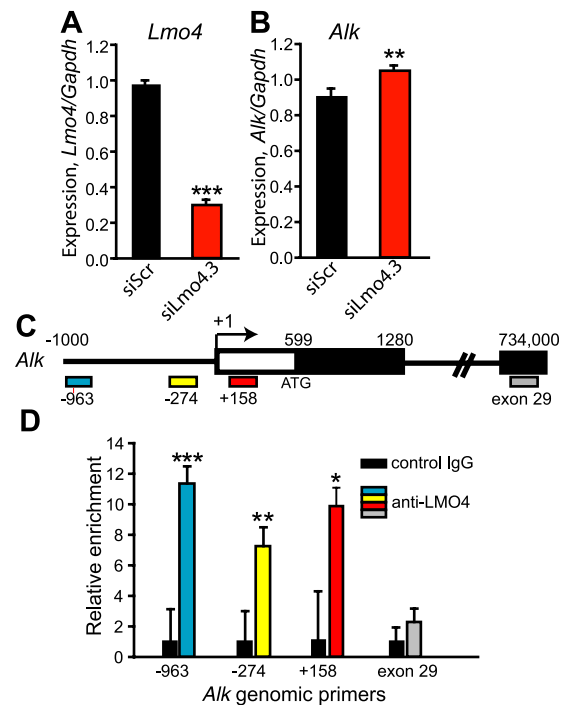 A
Lmo4
Expression, Lmo4/Gapdh
1.2
1.0
0.8
0.6
0.4
0.2
0.0
***
siScr
siLmo4.3
B
Alk
Expression, Alk/Gapdh
1.2
1.0
0.8
0.6
0.4
0.2
0.0
**
siScr
siLmo4.3
C
Alk
-1000
+1
599
1280
734,000
-963
-274
+158
ATG
exon 29
D
Relative enrichment
14
12
10
8
6
4
2
0
***
**
*
control IgG
anti-LMO4
-963
-274
+158
exon 29
Alk genomic primers